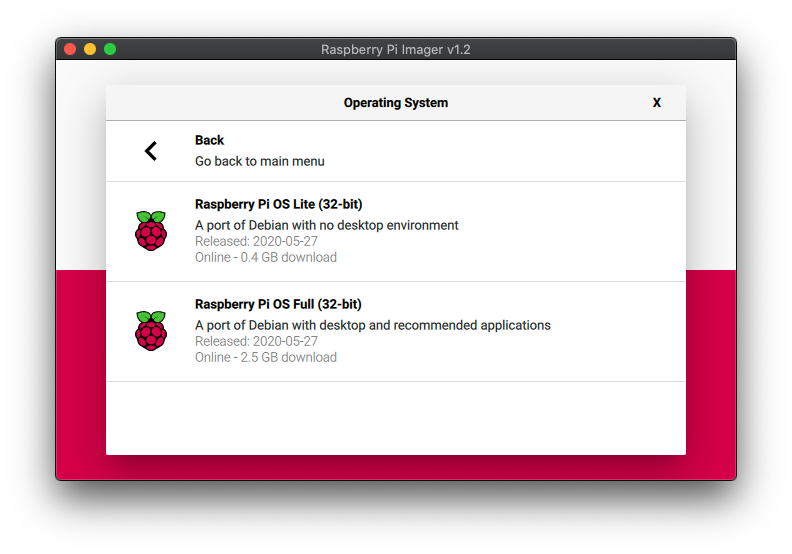 Raspberry Pi Imager v1.2
Operating System X
Back
Go back to main menu
Raspberry Pi OS Lite (32-bit)
A port of Debian with no desktop environment
Released: 2020-05-27
Online - 0.4 GB download
Raspberry Pi OS Full (32-bit)
A port of Debian with desktop and recommended applications
Released: 2020-05-27
Online - 2.5 GB download